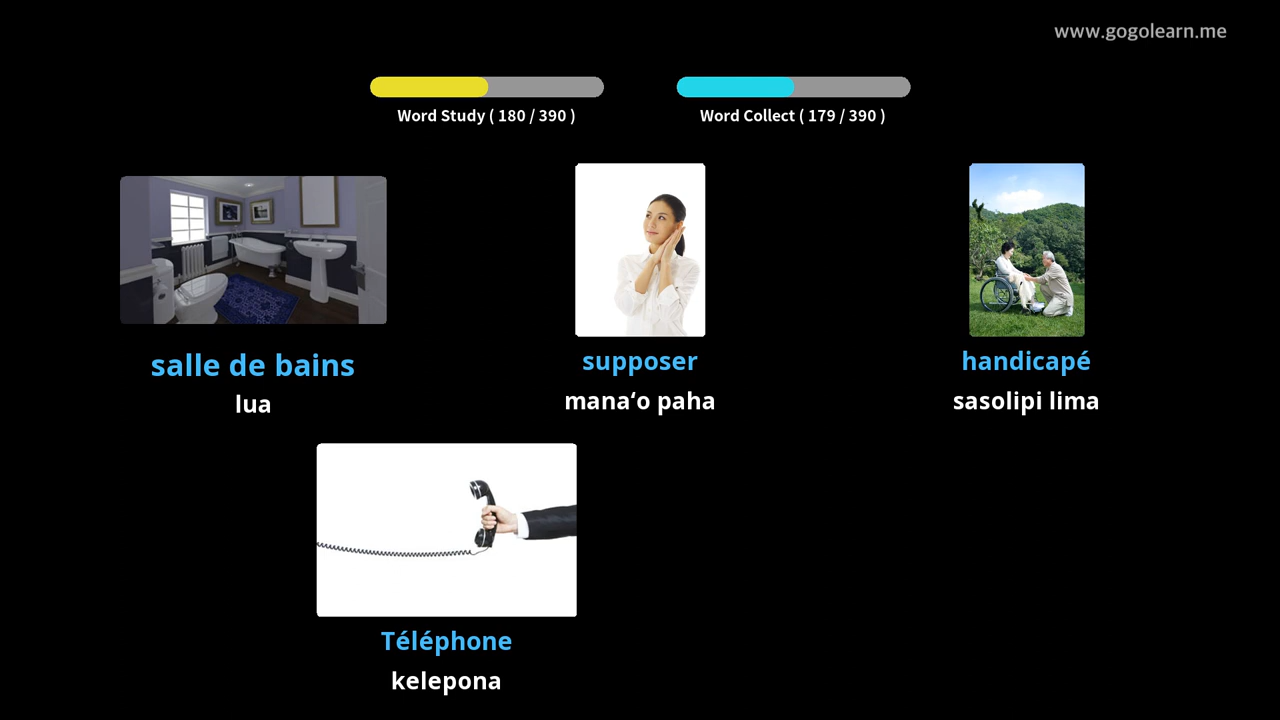 www.gogolearn.me
Word Study ( 180 / 390 )
Word Collect ( 179 / 390 )
salle de bains
lua
supposer
manaʻo paha
handicapé
sasolipi lima
Téléphone
kelepona